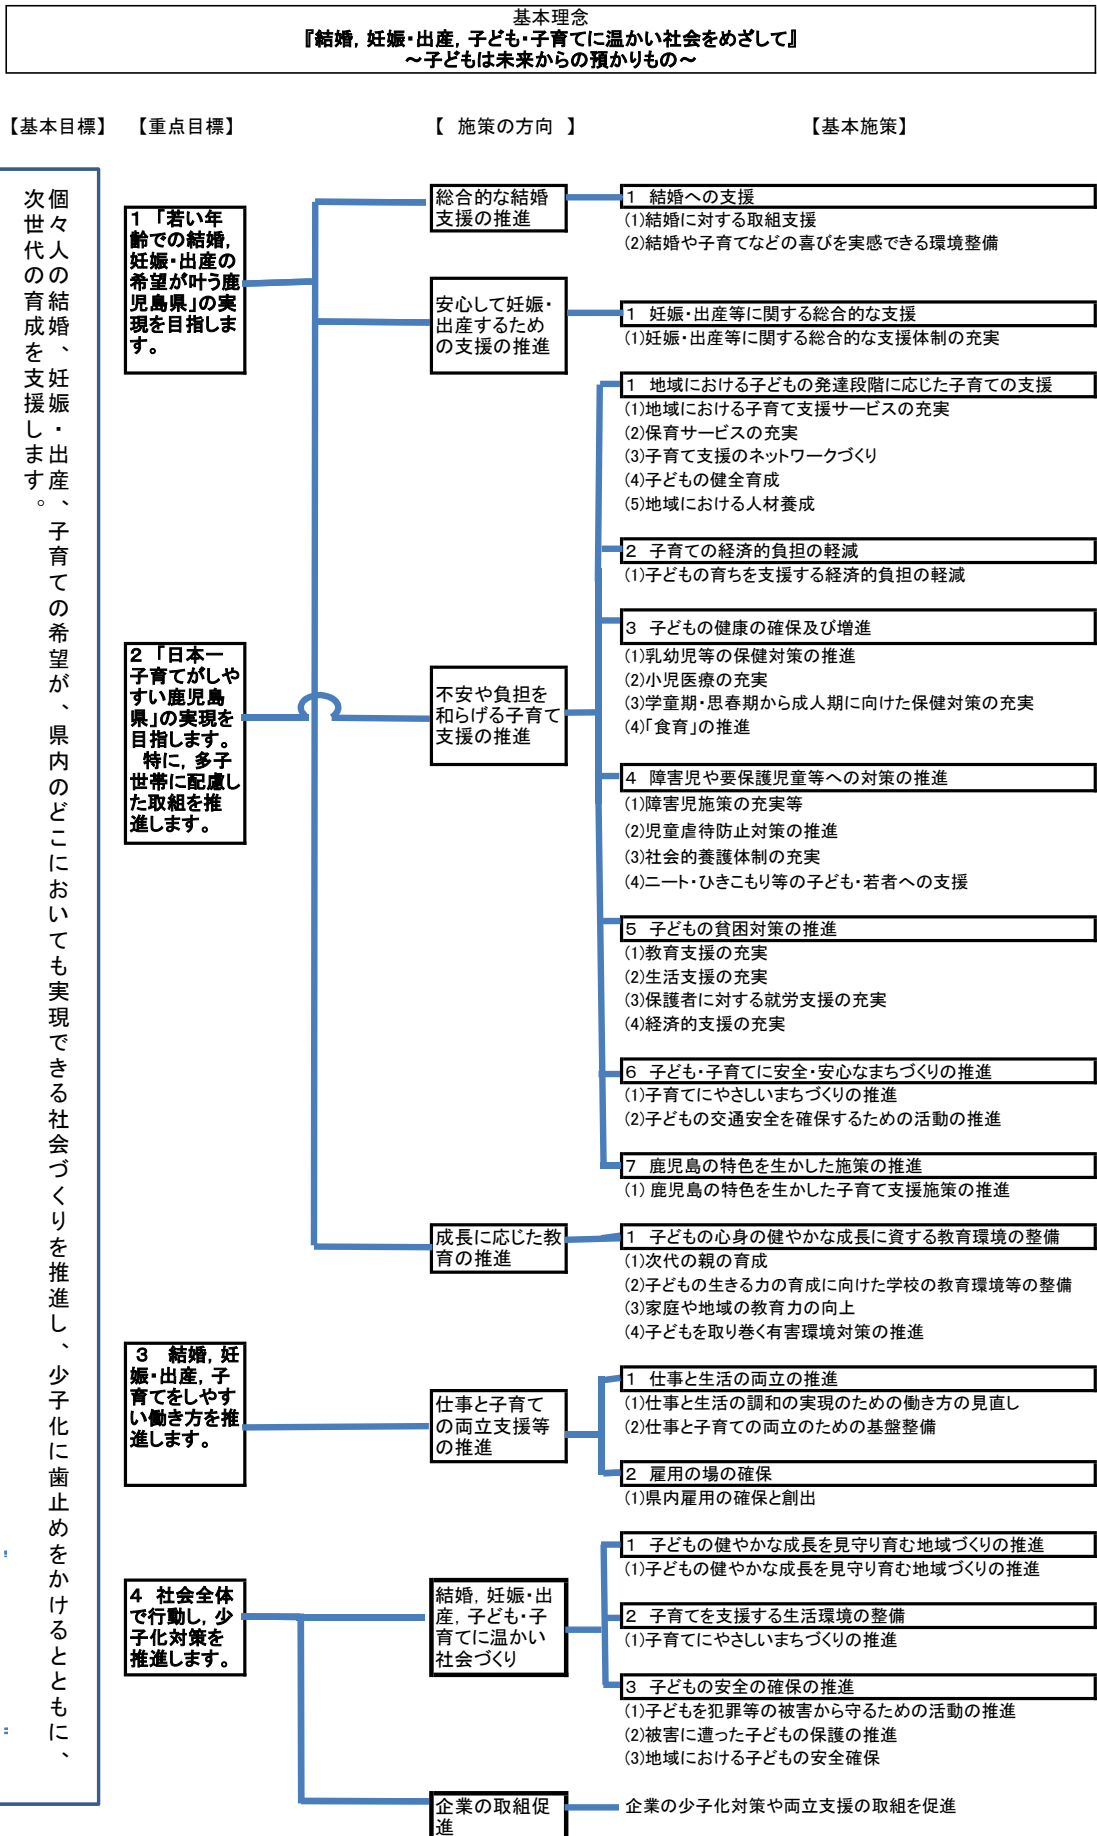 基本理念
『結婚，妊娠・出産，子ども・子育てに温かい社会をめざして』
～子どもは未来からの預かりもの～
【基本目標】　【重点目標】　【　施策の方向　】　【基本施策】
個々人の結婚、妊娠・出産、子育ての希望が、県内のどこにおいても実現できる社会づくりを推進し、少子化に歯止めをかけるとともに、
次世代の育成を支援します。
１　「若い年
齢での結婚，
妊娠・出産の
希望が叶う鹿
児島県」の実
現を目指しま
す。
総合的な結婚
支援の推進
１　結婚への支援
(1)結婚に対する取組支援
(2)結婚や子育てなどの喜びを実感できる環境整備
安心して妊娠・
出産するため
の支援の推進
１　妊娠・出産等に関する総合的な支援
(1)妊娠・出産等に関する総合的な支援体制の充実
２　「日本一
子育てがしや
すい鹿児島
県」の実現を
目指します。
　特に，多子
世帯に配慮し
た取組を推
進します。
不安や負担を
和らげる子育て
支援の推進
１　地域における子どもの発達段階に応じた子育ての支援
(1)地域における子育て支援サービスの充実
(2)保育サービスの充実
(3)子育て支援のネットワークづくり
(4)子どもの健全育成
(5)地域における人材養成
２　子育ての経済的負担の軽減
(1)子どもの育ちを支援する経済的負担の軽減
３　子どもの健康の確保及び増進
(1)乳幼児等の保健対策の推進
(2)小児医療の充実
(3)学童期・思春期から成人期に向けた保健対策の充実
(4)「食育」の推進
４　障害児や要保護児童等への対策の推進
(1)障害児施策の充実等
(2)児童虐待防止対策の推進
(3)社会的養護体制の充実
(4)ニート・ひきこもり等の子ども・若者への支援
５　子どもの貧困対策の推進
(1)教育支援の充実
(2)生活支援の充実
(3)保護者に対する就労支援の充実
(4)経済的支援の充実
６　子ども・子育てに安全・安心なまちづくりの推進
(1)子育てにやさしいまちづくりの推進
(2)子どもの交通安全を確保するための活動の推進
７　鹿児島の特色を生かした施策の推進
(1) 鹿児島の特色を生かした子育て支援施策の推進
成長に応じた教
育の推進
１　子どもの心身の健やかな成長に資する教育環境の整備
(1)次代の親の育成
(2)子どもの生きる力の育成に向けた学校の教育環境等の整備
(3)家庭や地域の教育力の向上
(4)子どもを取り巻く有害環境対策の推進
３　結婚，妊
娠・出産，子
育てをしやす
い働き方を推
進します。
仕事と子育て
の両立支援等
の推進
１　仕事と生活の両立の推進
(1)仕事と生活の調和の実現のための働き方の見直し
(2)仕事と子育ての両立のための基盤整備
２　雇用の場の確保
(1)県内雇用の確保と創出
４　社会全体
で行動し，少
子化対策を
推進します。
結婚，妊娠・出
産，子ども・子
育てに温かい
社会づくり
１　子どもの健やかな成長を見守り育む地域づくりの推進
(1)子どもの健やかな成長を見守り育む地域づくりの推進
２　子育てを支援する生活環境の整備
(1)子育てにやさしいまちづくりの推進
３　子どもの安全の確保の推進
(1)子どもを犯罪等の被害から守るための活動の推進
(2)被害に遭った子どもの保護の推進
(3)地域における子どもの安全確保
企業の取組促
進
企業の少子化対策や両立支援の取組を促進